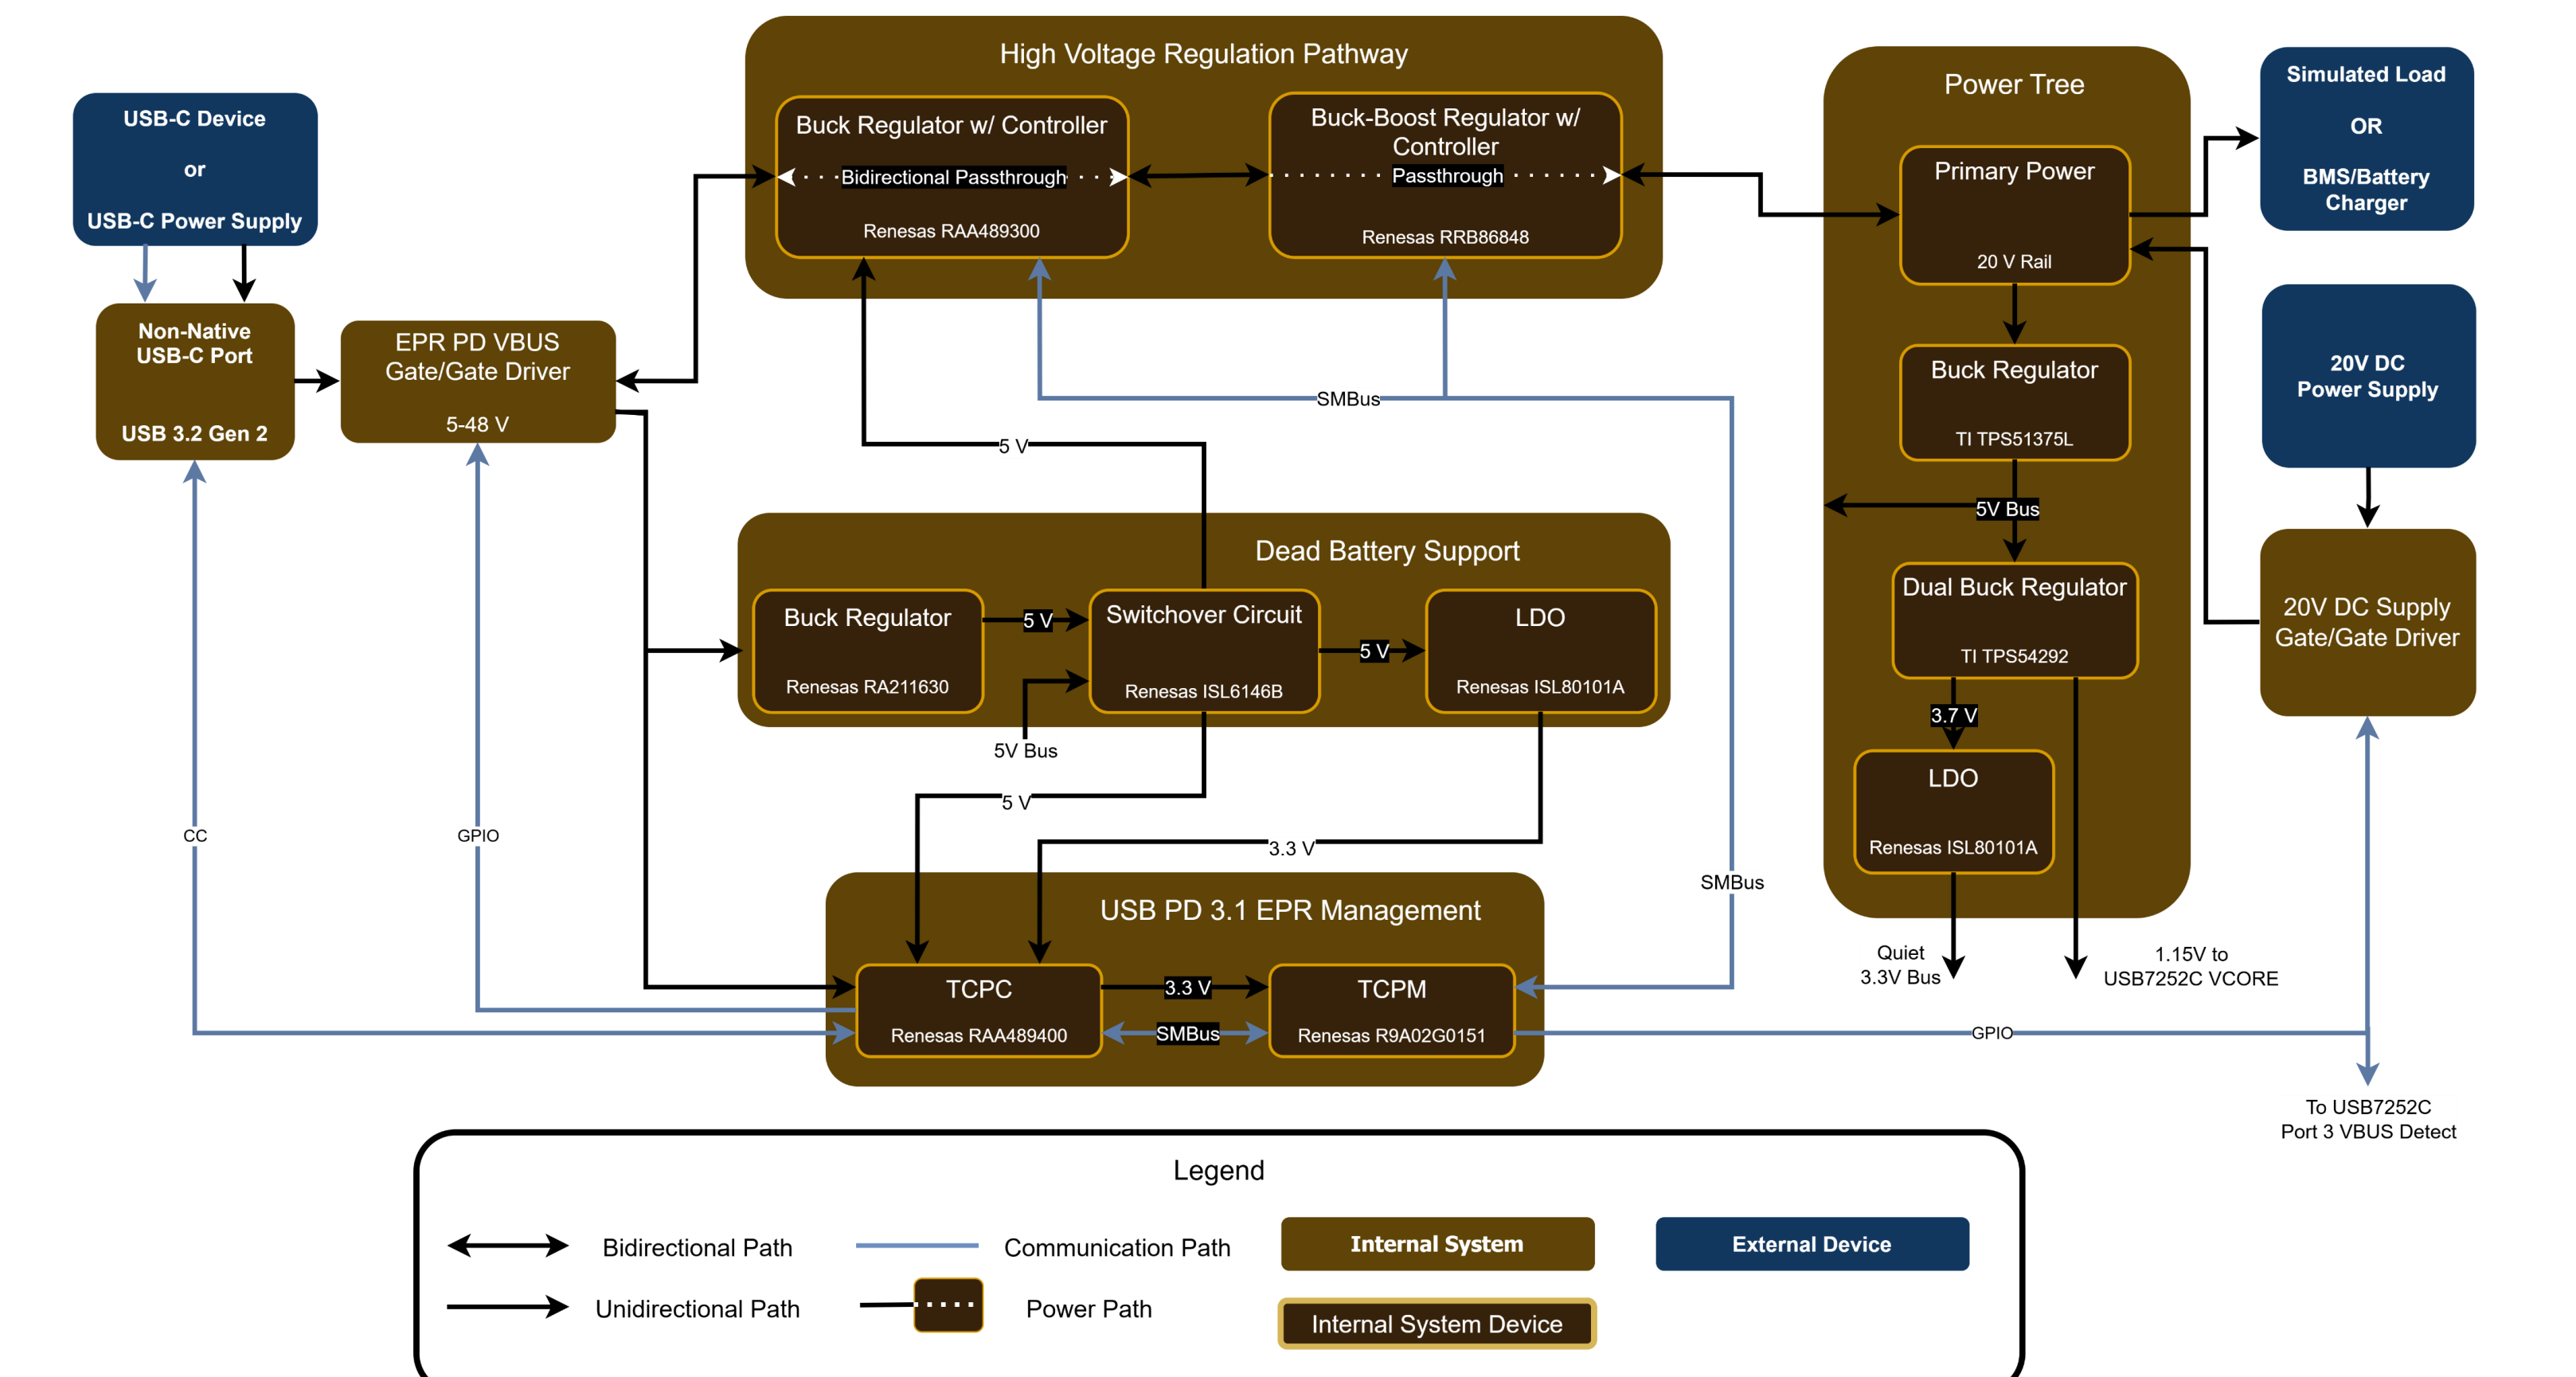 High Voltage Regulation Pathway
Buck Regulator w/ Controller
Bidirectional Passthrough
Renesas RAA489300
Buck-Boost Regulator w/
Controller
Passthrough
Renesas RRB86848
USB-C Device
or
USB-C Power Supply
Non-Native
USB-C Port
USB 3.2 Gen 2
EPR PD VBUS
Gate/Gate Driver
5-48 V
Power Tree
Primary Power
20 V Rail
Buck Regulator
TI TPS51375L
5V Bus
Dual Buck Regulator
TI TPS54292
3.7 V
LDO
Renesas ISL80101A
Quiet
3.3V Bus
1.15V to
USB7252C VCORE
Simulated Load
OR
BMS/Battery
Charger
20V DC
Power Supply
20V DC Supply
Gate/Gate Driver
SMBus
5 V
Dead Battery Support
Buck Regulator
Renesas RA211630
5 V
Switchover Circuit
Renesas ISL6146B
5 V
LDO
Renesas ISL80101A
5V Bus
5 V
3.3 V
CC
GPIO
SMBus
USB PD 3.1 EPR Management
TCPC
Renesas RAA489400
3.3 V
SMBus
TCPM
Renesas R9A02G0151
GPIO
To USB7252C
Port 3 VBUS Detect
Legend
Bidirectional Path
Communication Path
Internal System
External Device
Unidirectional Path
Power Path
Internal System Device